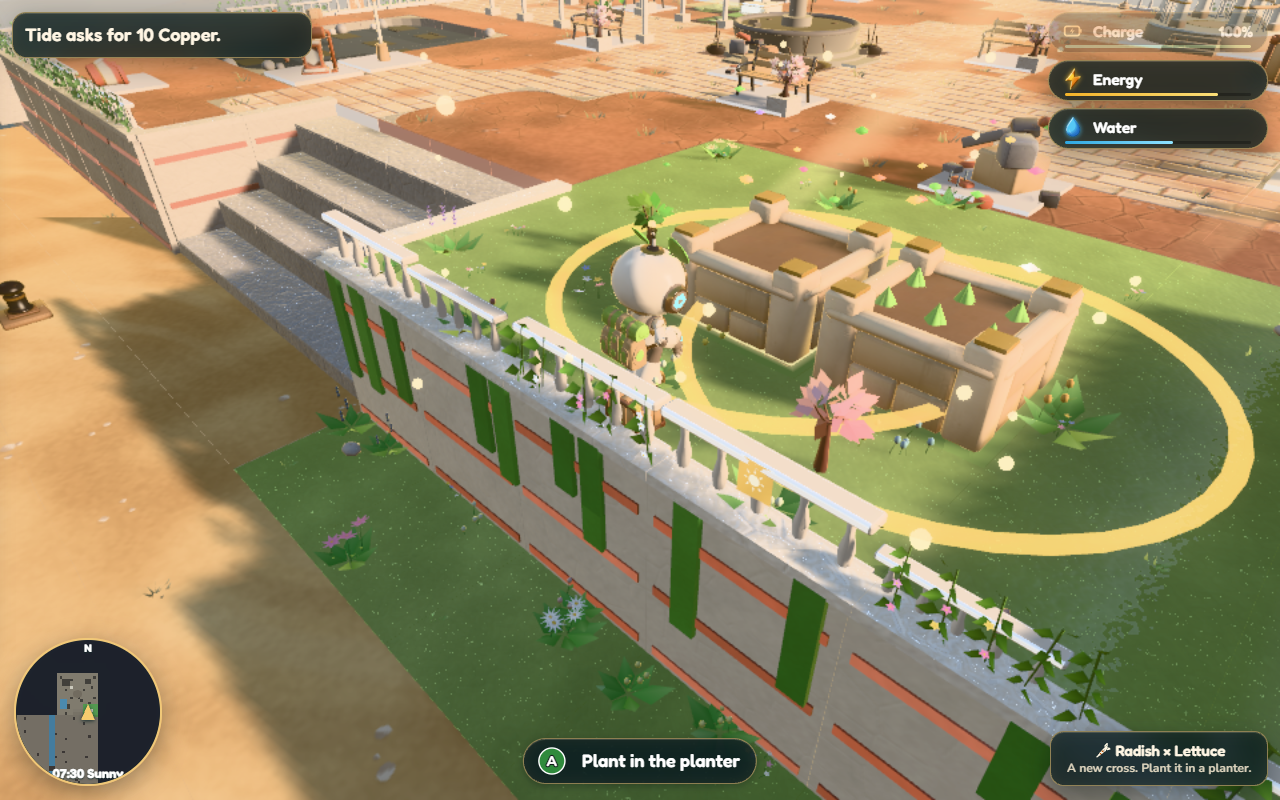 Tide asks for 10 Copper.
Charge 100%
Energy
Water
N
07:30 Sunny
A Plant in the planter
Radish × Lettuce
A new cross. Plant it in a planter.